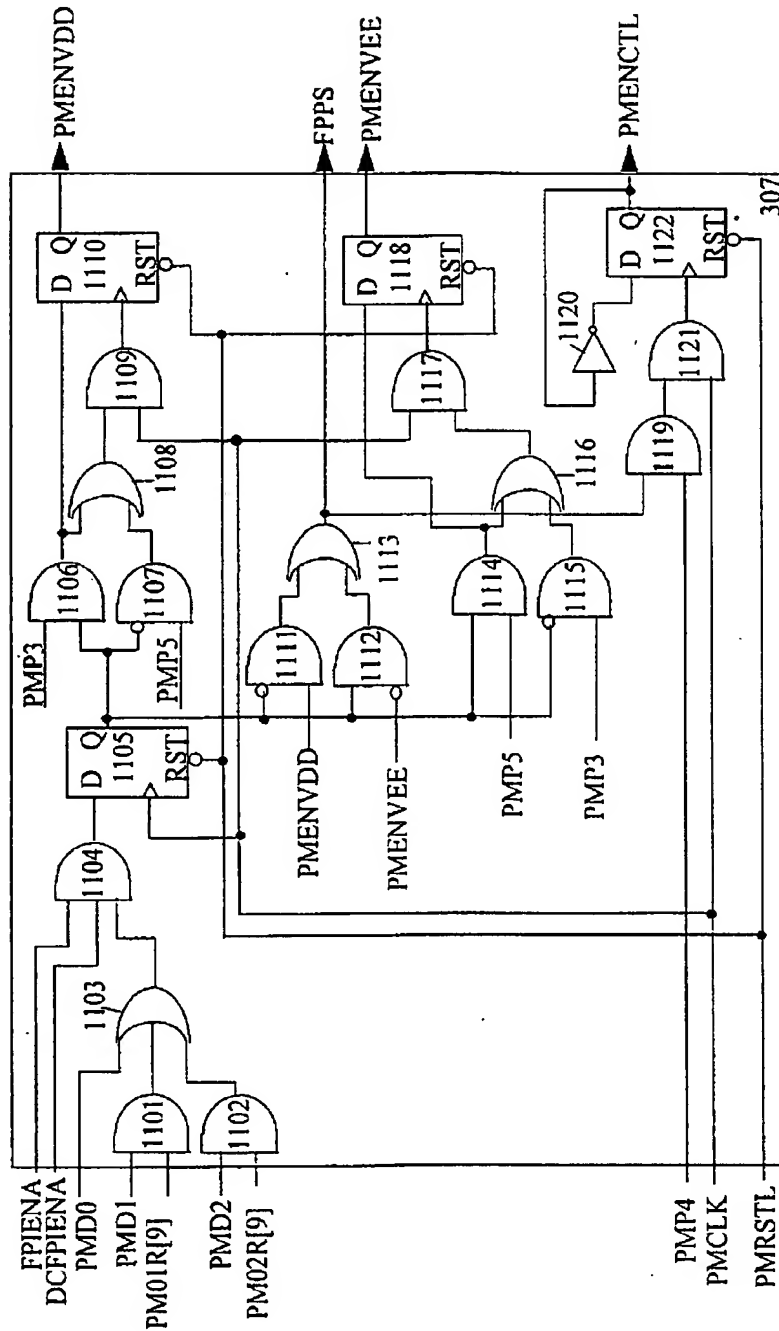 FPIENA
DCFPIENA
PMD0
PMD1
PM01R[9]
PMD2
PM02R[9]
PMP4
PMCLK
PMRSTL
1101
1102
1103
1104
D Q
1105
RST
PMP3
1106
1107
PMP5
1108
1109
D Q
1110
RST
PMENVDD
1111
1112
PMENVDD
PMENVEE
1113
FPPS
1114
1115
PMP5
PMP3
1116
1117
D Q
1118
RST
PMENVEE
1119
1120
1121
D Q
1122
RST
PMENCTL
307